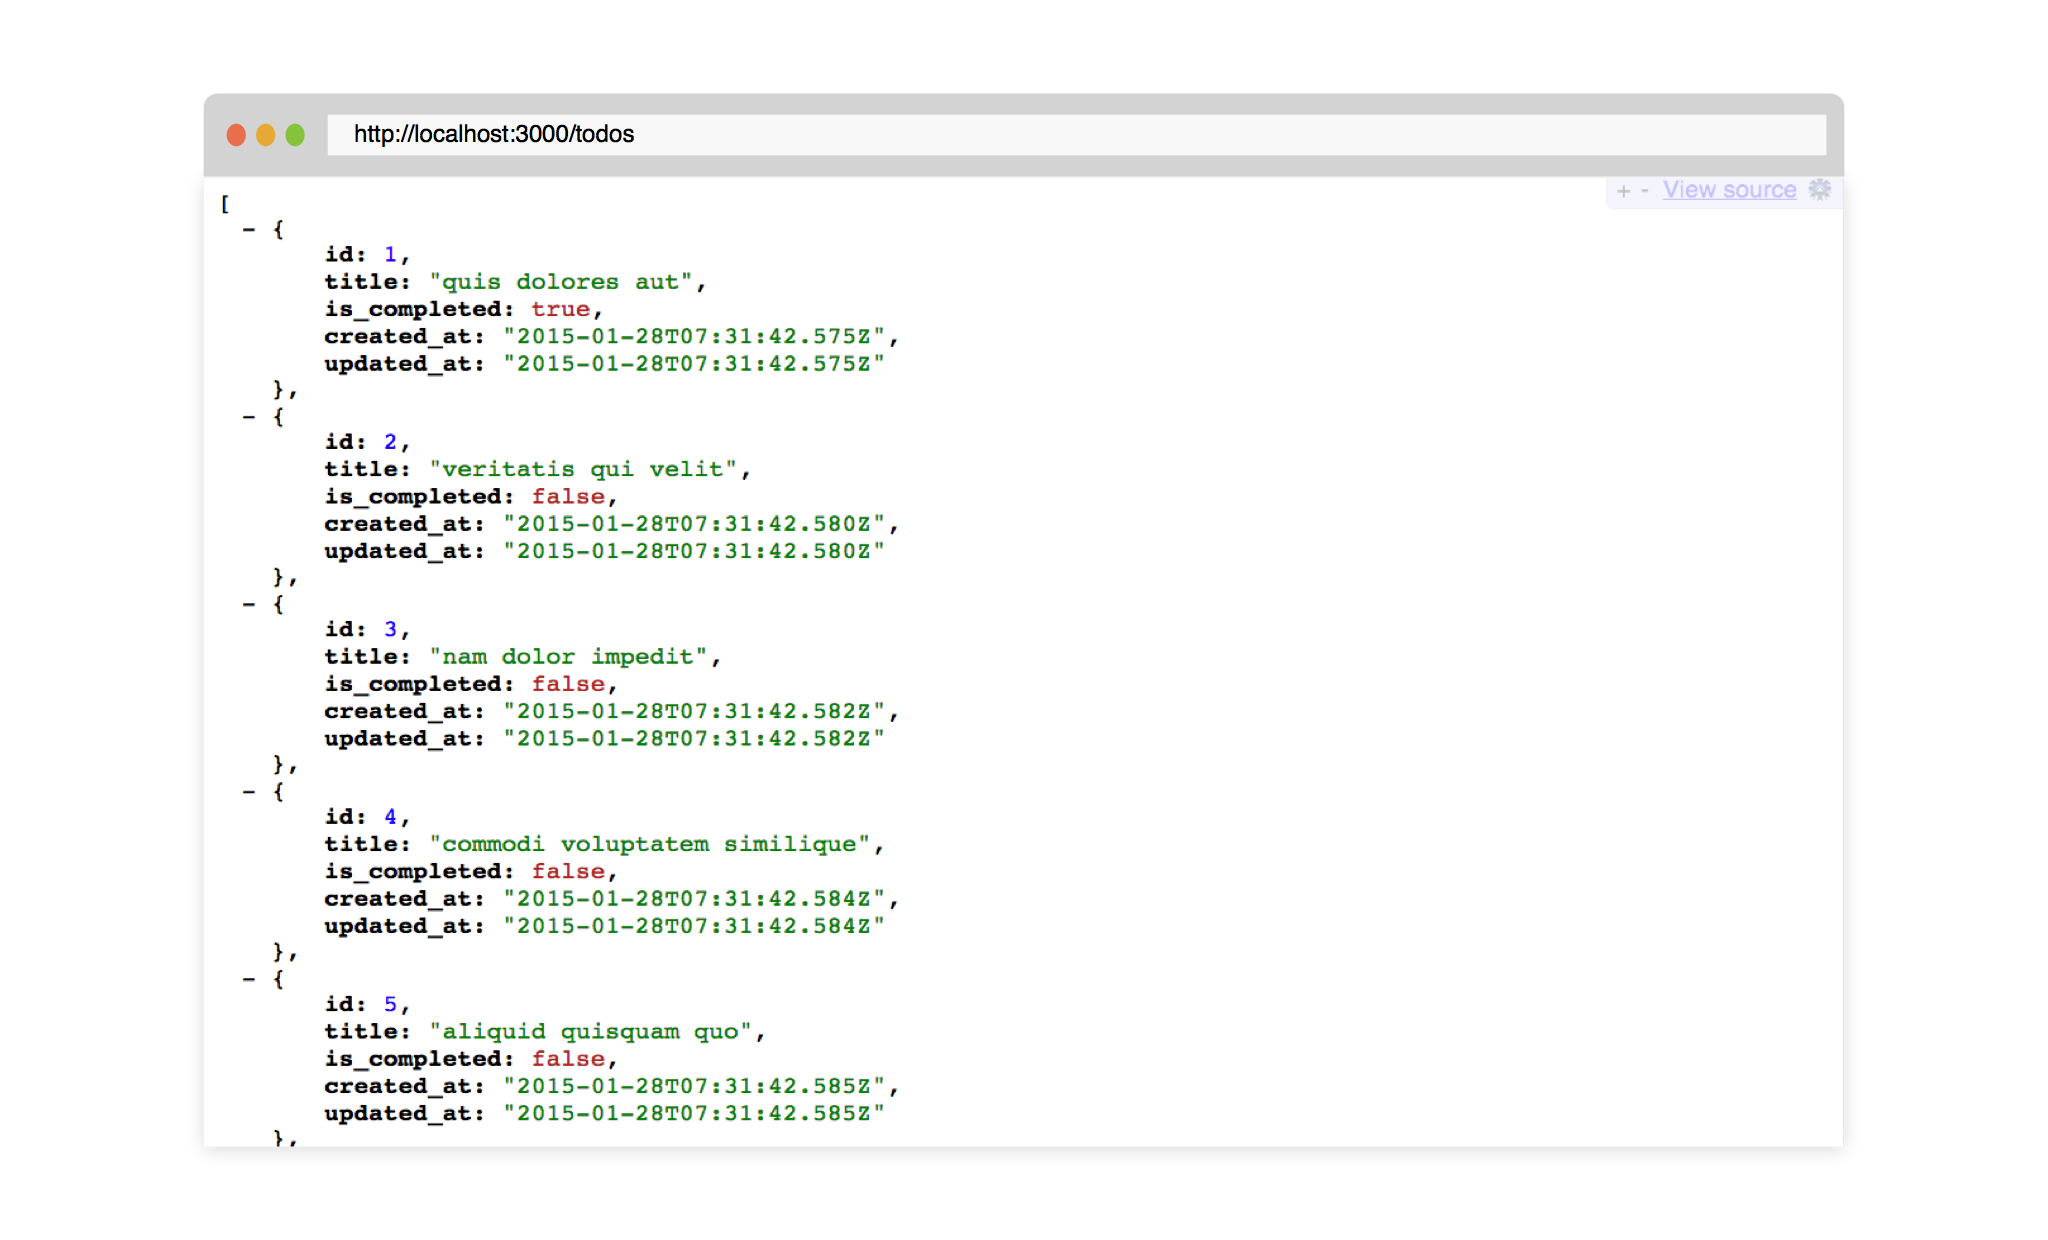 http://localhost:3000/todos
+ - View source
[
- {
id: 1,
title: "quis dolores aut",
is_completed: true,
created_at: "2015-01-28T07:31:42.575Z",
updated_at: "2015-01-28T07:31:42.575Z"
},
- {
id: 2,
title: "veritatis qui velit",
is_completed: false,
created_at: "2015-01-28T07:31:42.580Z",
updated_at: "2015-01-28T07:31:42.580Z"
},
- {
id: 3,
title: "nam dolor impedit",
is_completed: false,
created_at: "2015-01-28T07:31:42.582Z",
updated_at: "2015-01-28T07:31:42.582Z"
},
- {
id: 4,
title: "commodi voluptatem similique",
is_completed: false,
created_at: "2015-01-28T07:31:42.584Z",
updated_at: "2015-01-28T07:31:42.584Z"
},
- {
id: 5,
title: "aliquid quisquam quo",
is_completed: false,
created_at: "2015-01-28T07:31:42.585Z",
updated_at: "2015-01-28T07:31:42.585Z"
},